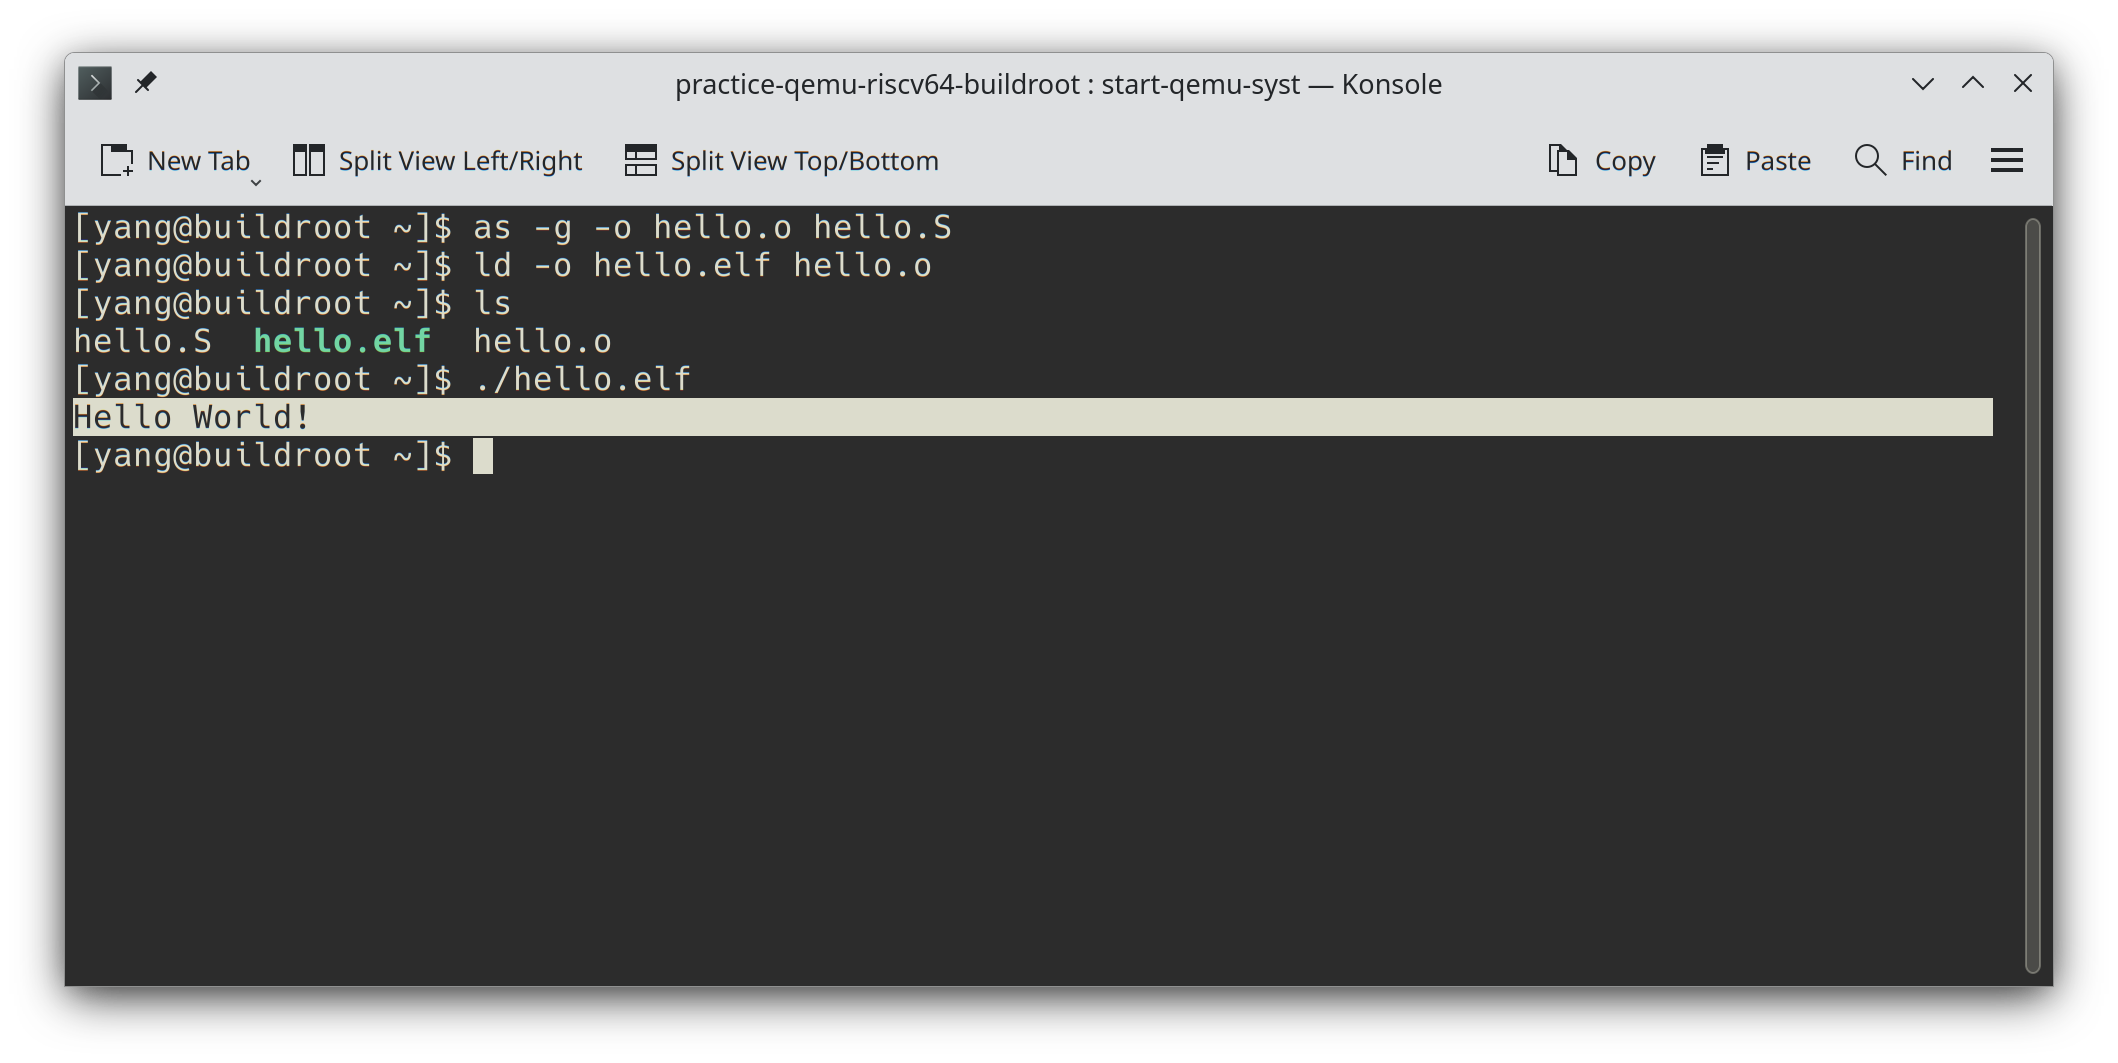 practice-qemu-riscv64-buildroot : start-qemu-syst — Konsole
New Tab Split View Left/Right Split View Top/Bottom Copy Paste Find
[yang@buildroot ~]$ as -g -o hello.o hello.S
[yang@buildroot ~]$ ld -o hello.elf hello.o
[yang@buildroot ~]$ ls
hello.S  hello.elf  hello.o
[yang@buildroot ~]$ ./hello.elf
Hello World!
[yang@buildroot ~]$